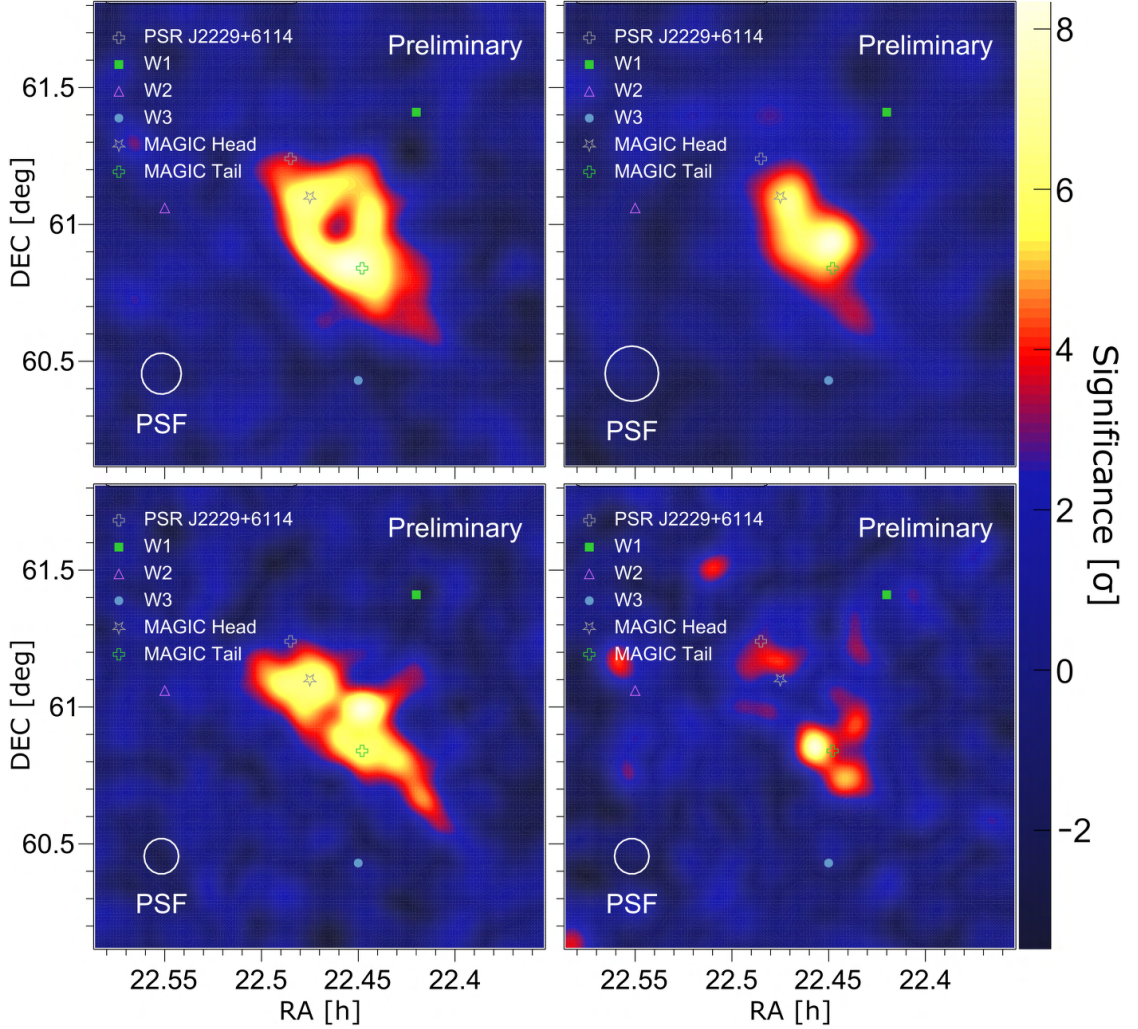 PSR J2229+6114
W1
W2
W3
MAGIC Head
MAGIC Tail
Preliminary
PSF
61.5
61
60.5
DEC [deg]
PSR J2229+6114
W1
W2
W3
MAGIC Head
MAGIC Tail
Preliminary
PSF
PSR J2229+6114
W1
W2
W3
MAGIC Head
MAGIC Tail
Preliminary
PSF
61.5
61
60.5
DEC [deg]
22.55
22.5
22.45
22.4
RA [h]
PSR J2229+6114
W1
W2
W3
MAGIC Head
MAGIC Tail
Preliminary
PSF
22.55
22.5
22.45
22.4
RA [h]
8
6
4
2
0
−2
Significance [σ]